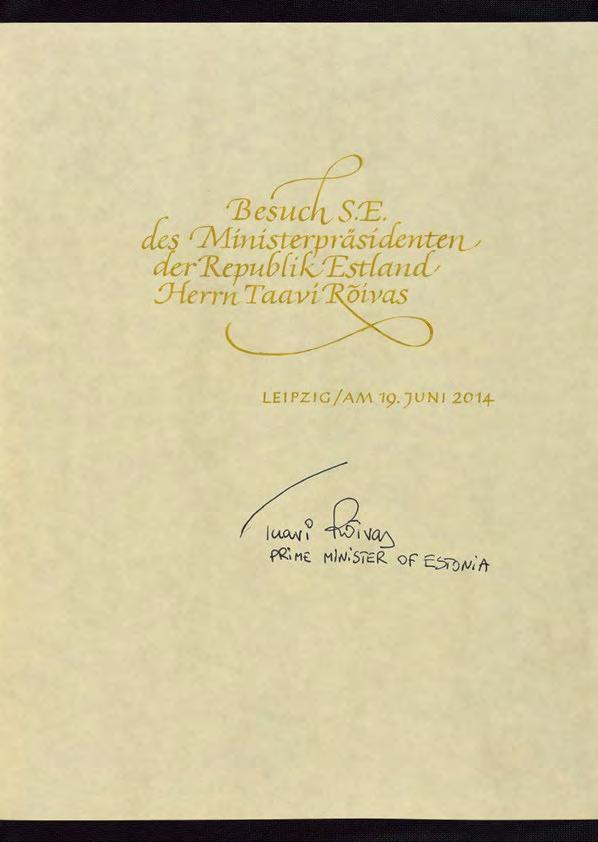 Besuch S.E.
des Ministerpräsidenten
der Republik Estland
Herrn Taavi Rõivas
LEIPZIG/AM 19. JUNI 2014
Taavi Rõivas
PRIME MINISTER OF ESTONIA